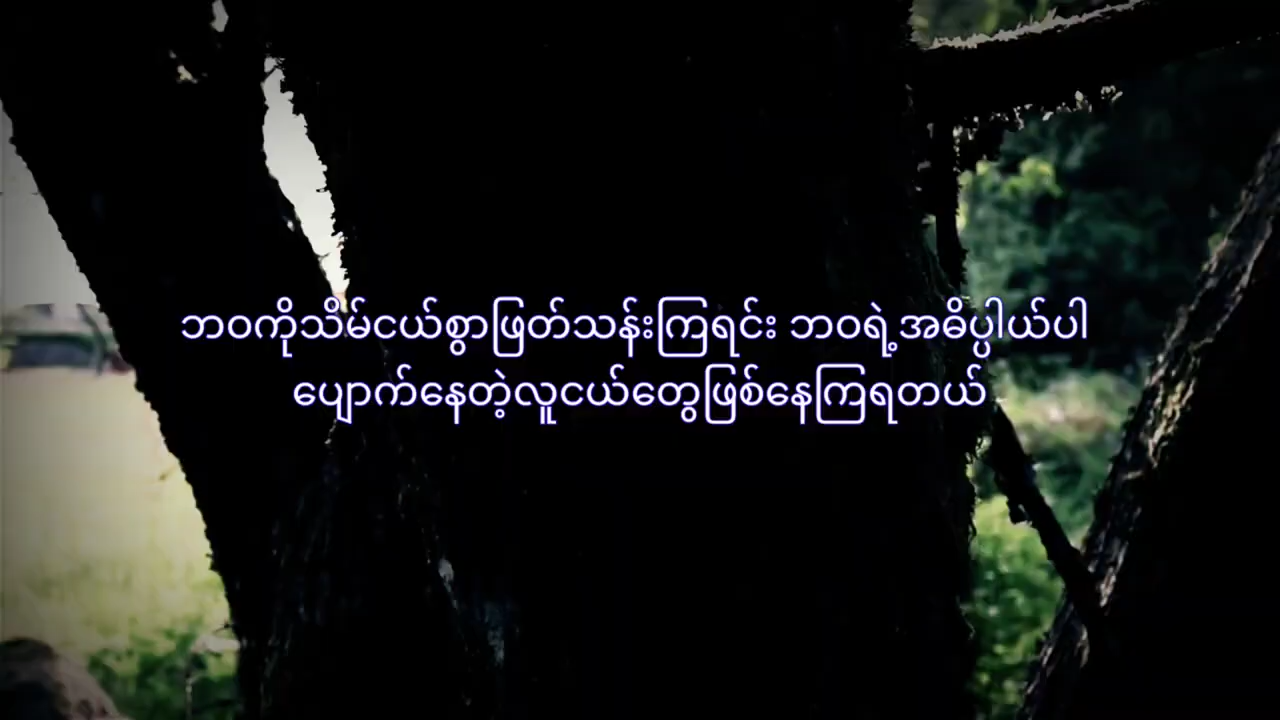 ဘဝကိုသိမ်ငယ်စွာဖြတ်သန်းကြရင်း ဘဝရဲ့အဓိပ္ပါယ်ပါ
ပျောက်နေတဲ့လူငယ်တွေဖြစ်နေကြရတယ်